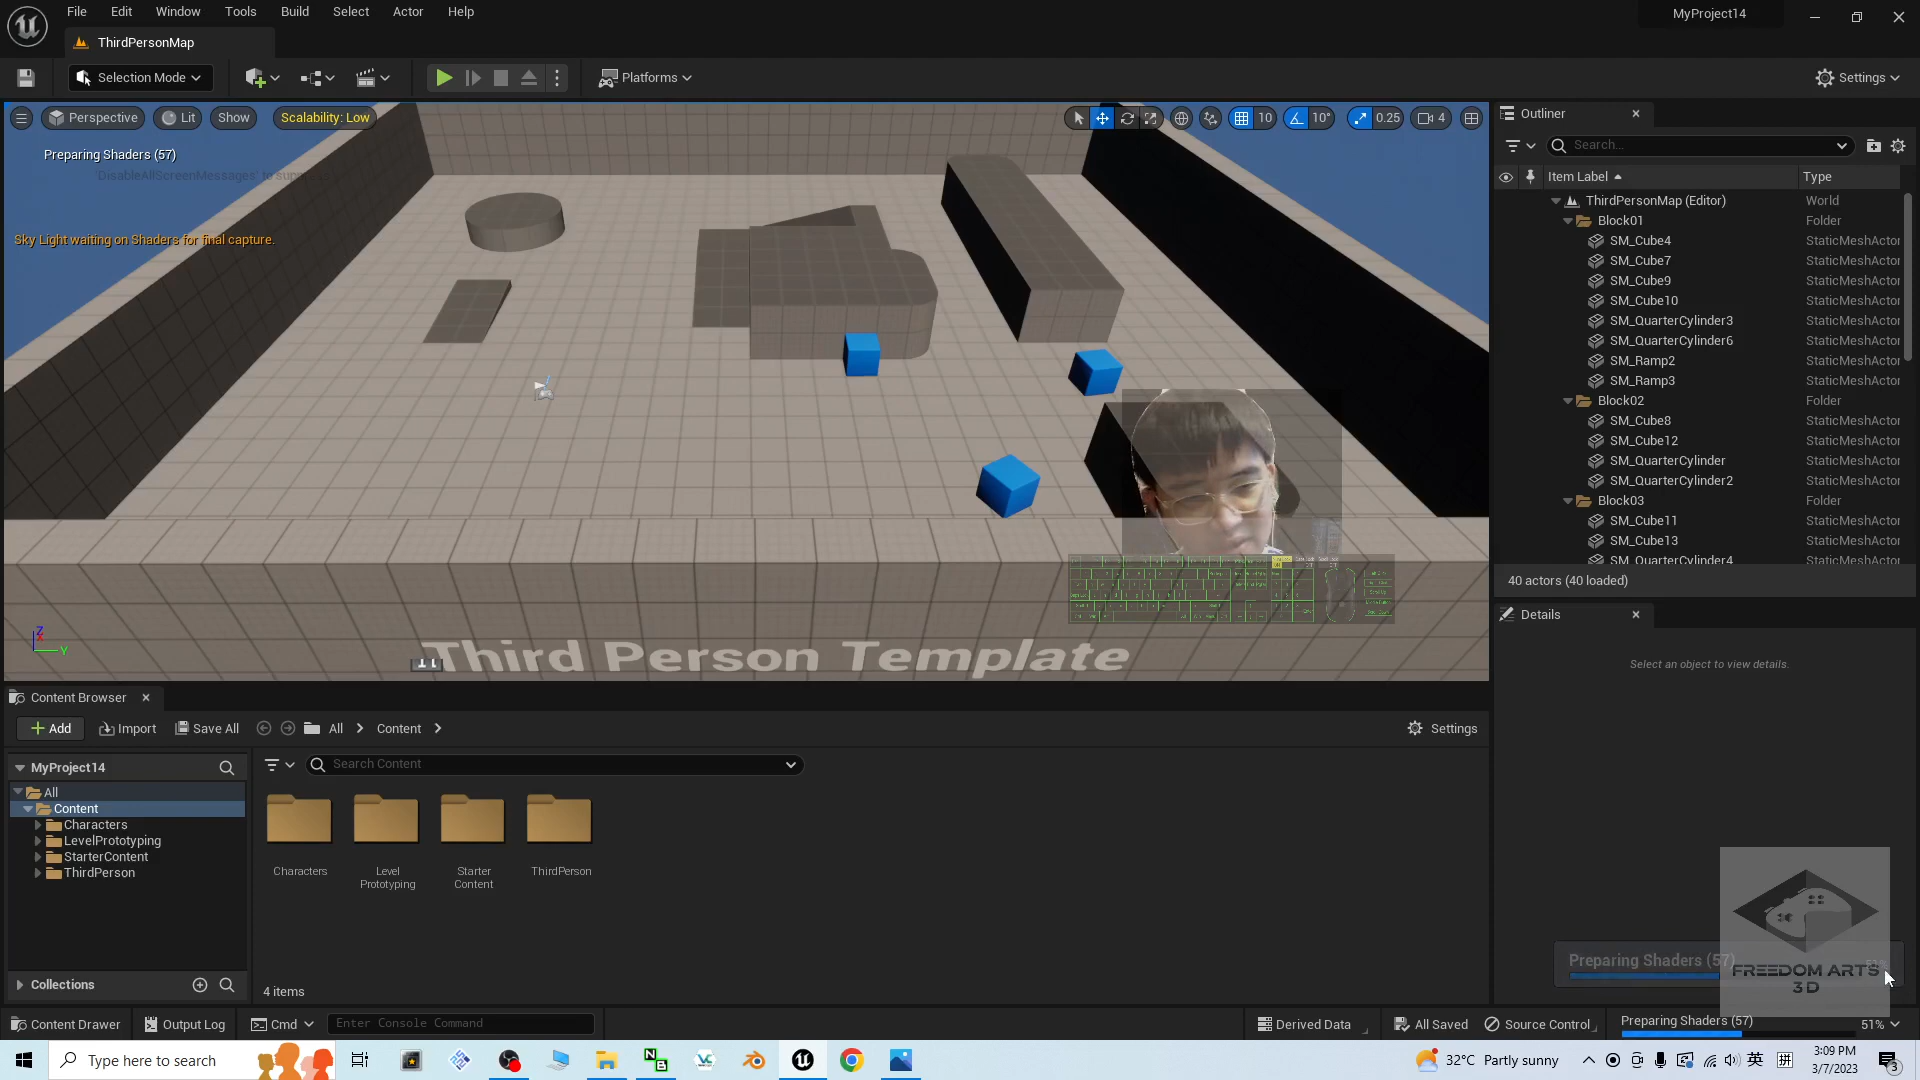 File Edit Window Tools Build Select Actor Help
MyProject14
ThirdPersonMap
Selection Mode
Platforms
Settings
Perspective Lit Show Scalability: Low
10 10° 0.25 4
Preparing Shaders (57)
'DisableAllScreenMessages' to suppress
Sky Light waiting on Shaders for final capture.
Third Person Template
Z
Y
Outliner
Search...
Item Label Type
ThirdPersonMap (Editor) World
Block01 Folder
SM_Cube4 StaticMeshActor
SM_Cube7 StaticMeshActor
SM_Cube9 StaticMeshActor
SM_Cube10 StaticMeshActor
SM_QuarterCylinder3 StaticMeshActor
SM_QuarterCylinder6 StaticMeshActor
SM_Ramp2 StaticMeshActor
SM_Ramp3 StaticMeshActor
Block02 Folder
SM_Cube8 StaticMeshActor
SM_Cube12 StaticMeshActor
SM_QuarterCylinder StaticMeshActor
SM_QuarterCylinder2 StaticMeshActor
Block03 Folder
SM_Cube11 StaticMeshActor
SM_Cube13 StaticMeshActor
SM_QuarterCylinder4 StaticMeshActor
40 actors (40 loaded)
Details
Select an object to view details.
Content Browser
Add Import Save All All Content
Settings
MyProject14
Search Content
All
Content
Characters
LevelPrototyping
StarterContent
ThirdPerson
Characters
Level Prototyping
Starter Content
ThirdPerson
Collections
4 items
Preparing Shaders (57)
FREEDOM ARTS
3D
Content Drawer Output Log Cmd Enter Console Command
Derived Data All Saved Source Control
Preparing Shaders (57) 51%
Type here to search
32°C Partly sunny
英 拼
3:09 PM
3/7/2023
3